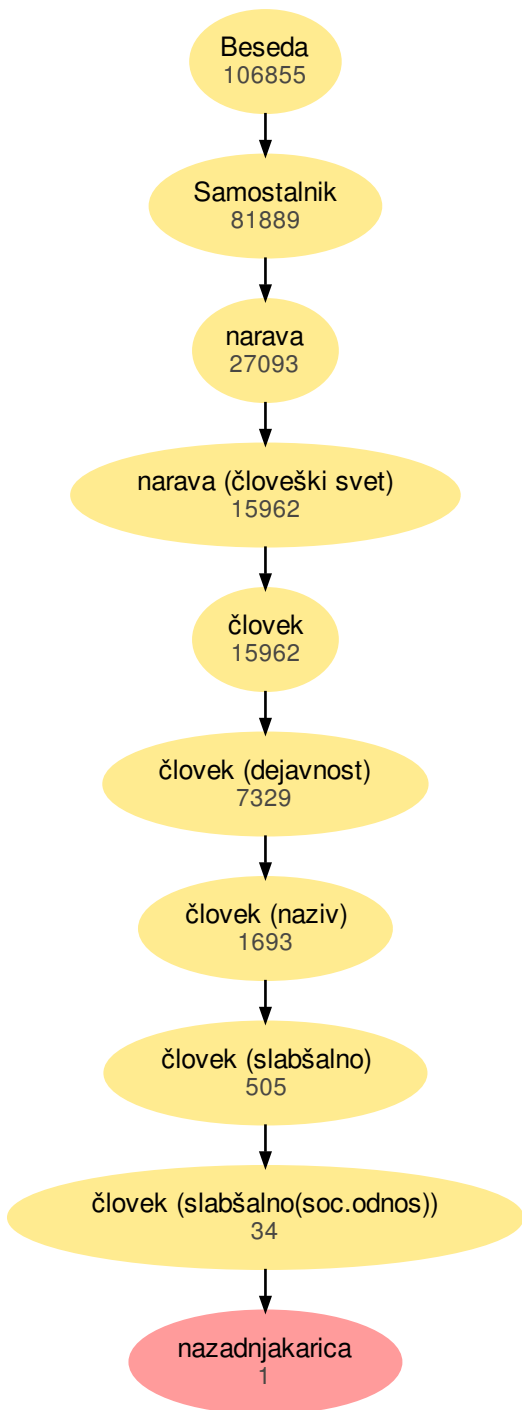 Beseda
106855
Samostalnik
81889
narava
27093
narava (človeški svet)
15962
človek
15962
človek (dejavnost)
7329
človek (naziv)
1693
človek (slabšalno)
505
človek (slabšalno(soc.odnos))
34
nazadnjakarica
1